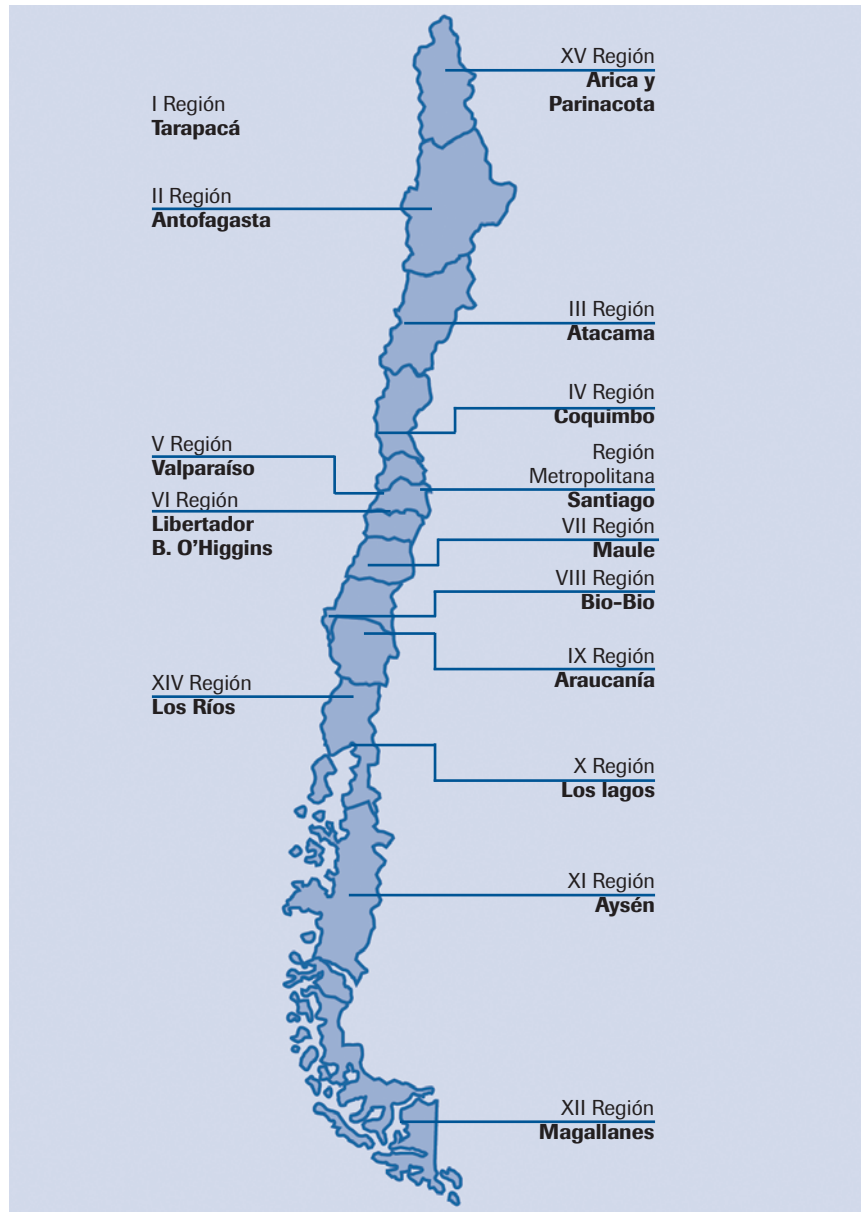 XV Región
Arica y
Parinacota
I Región
Tarapacá
II Región
Antofagasta
III Región
Atacama
IV Región
Coquimbo
V Región
Valparaíso
Región
Metropolitana
Santiago
VI Región
Libertador
B. O'Higgins
VII Región
Maule
VIII Región
Bio-Bio
IX Región
Araucanía
XIV Región
Los Ríos
X Región
Los lagos
XI Región
Aysén
XII Región
Magallanes